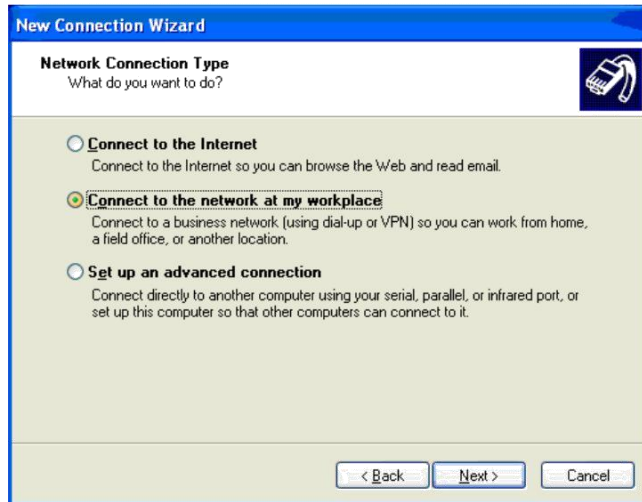 New Connection Wizard
Network Connection Type
What do you want to do?
Connect to the Internet
Connect to the Internet so you can browse the Web and read email.
Connect to the network at my workplace
Connect to a business network (using dial-up or VPN) so you can work from home,
a field office, or another location.
Set up an advanced connection
Connect directly to another computer using your serial, parallel, or infrared port, or
set up this computer so that other computers can connect to it.
< Back Next > Cancel